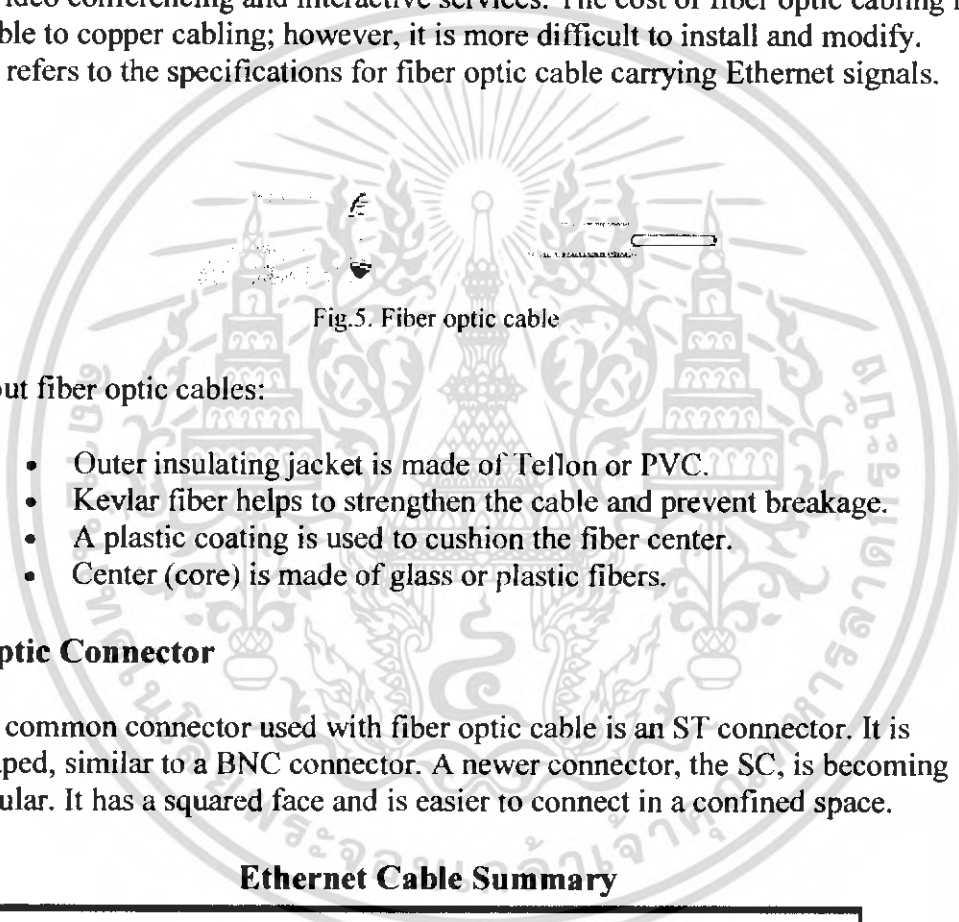 ideo conferencing and interactive services. The cost of fiber optic cabling
ble to copper cabling; however, it is more difficult to install and modify.
refers to the specifications for fiber optic cable carrying Ethernet signals.
Fig.5. Fiber optic cable
out fiber optic cables:
• Outer insulating jacket is made of Teflon or PVC.
• Kevlar fiber helps to strengthen the cable and prevent breakage.
• A plastic coating is used to cushion the fiber center.
• Center (core) is made of glass or plastic fibers.
ptic Connector
common connector used with fiber optic cable is an ST connector. It is
ped, similar to a BNC connector. A newer connector, the SC, is becoming
ular. It has a squared face and is easier to connect in a confined space.
Ethernet Cable Summary